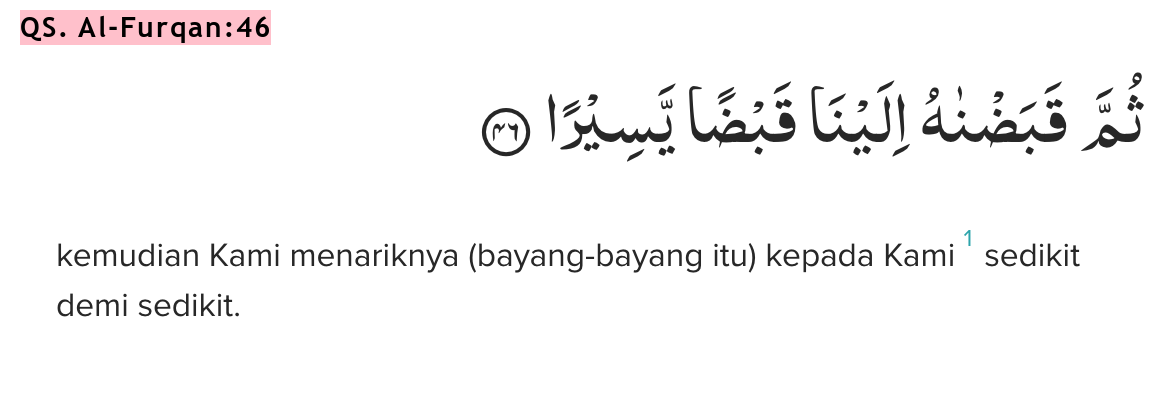 QS. Al-Furqan:46
ثُمَّ قَبَضْنٰهُ اِلَيْنَا قَبْضًا يَّسِيْرًا ۝٤٦
kemudian Kami menariknya (bayang-bayang itu) kepada Kami 1 sedikit
demi sedikit.